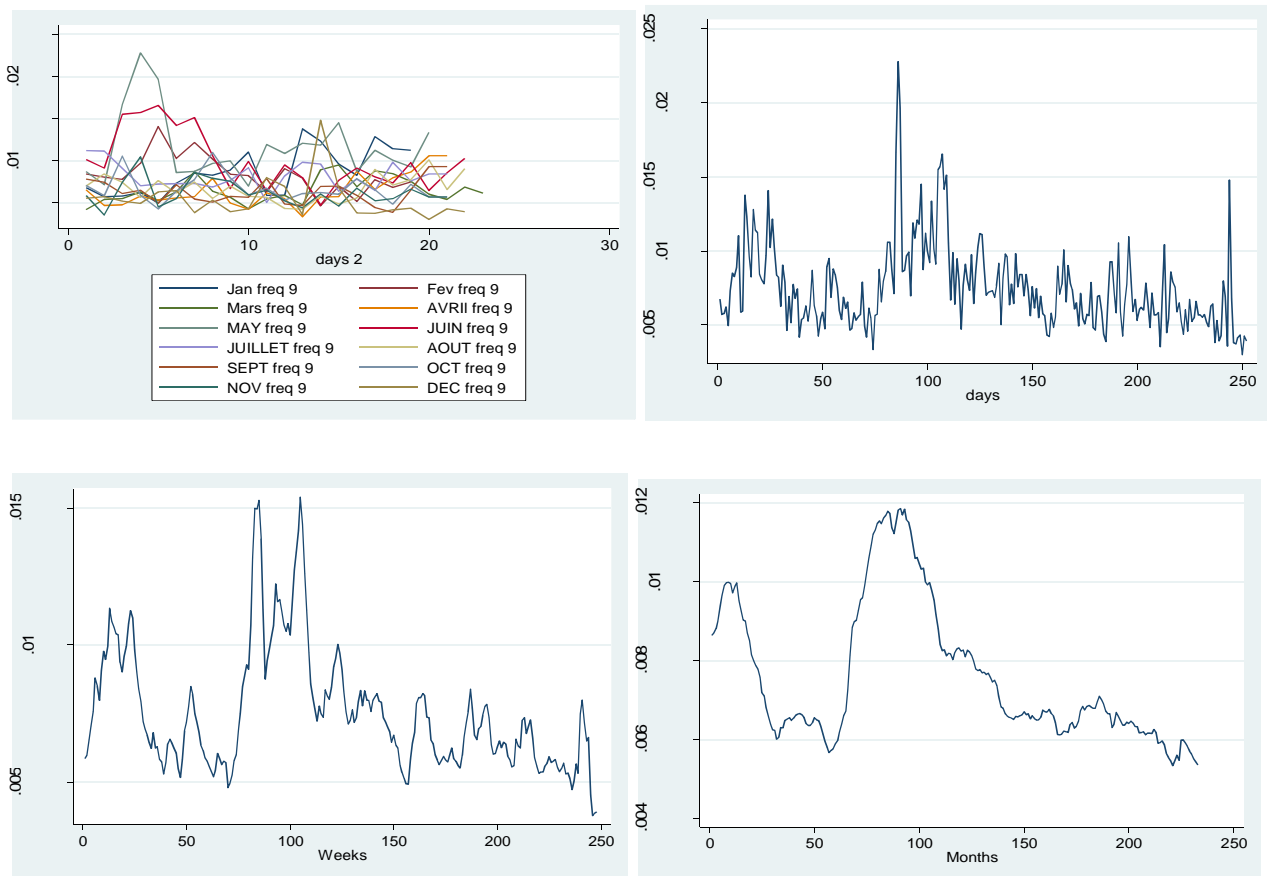 .02
.01
0 10 20 30
days 2
Jan freq 9 Fev freq 9
Mars freq 9 AVRIl freq 9
MAY freq 9 JUIN freq 9
JUILLET freq 9 AOUT freq 9
SEPT freq 9 OCT freq 9
NOV freq 9 DEC freq 9
.025
.02
.015
.01
.005
0 50 100 150 200 250
days
.015
.01
.005
0 50 100 150 200 250
Weeks
.012
.01
.008
.006
.004
0 50 100 150 200 250
Months